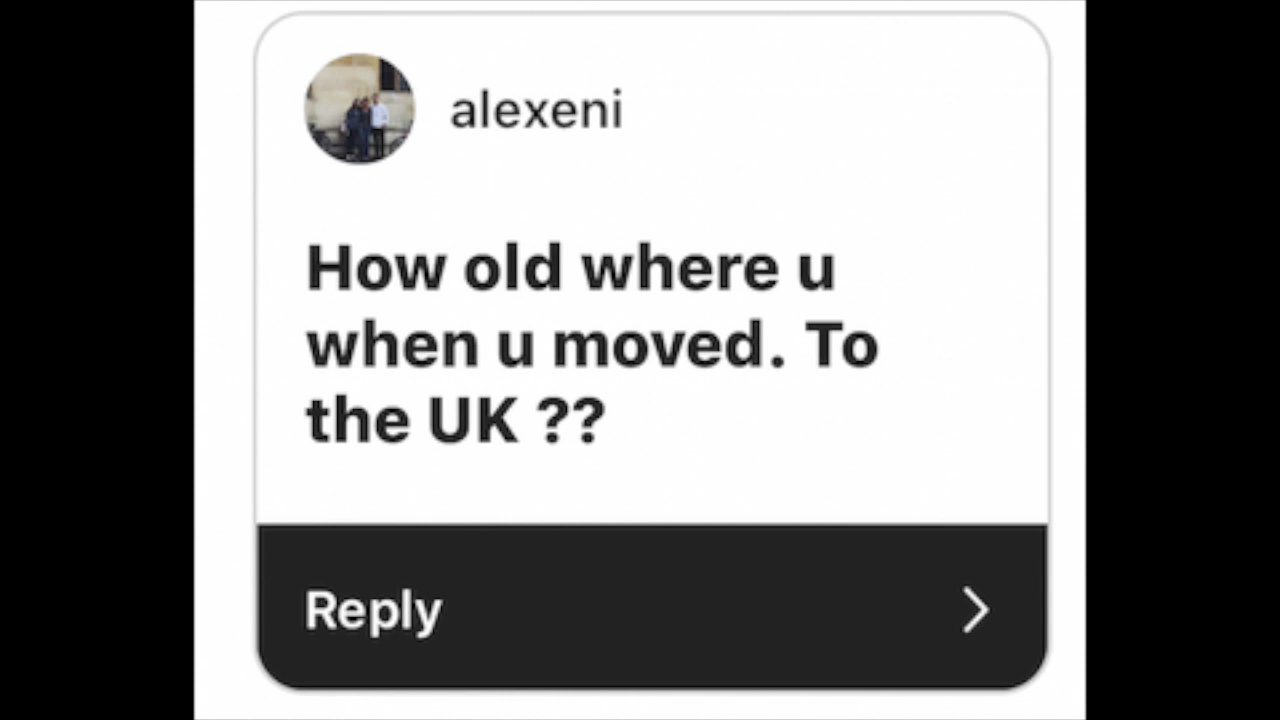 alexeni
How old where u
when u moved. To
the UK ??
Reply